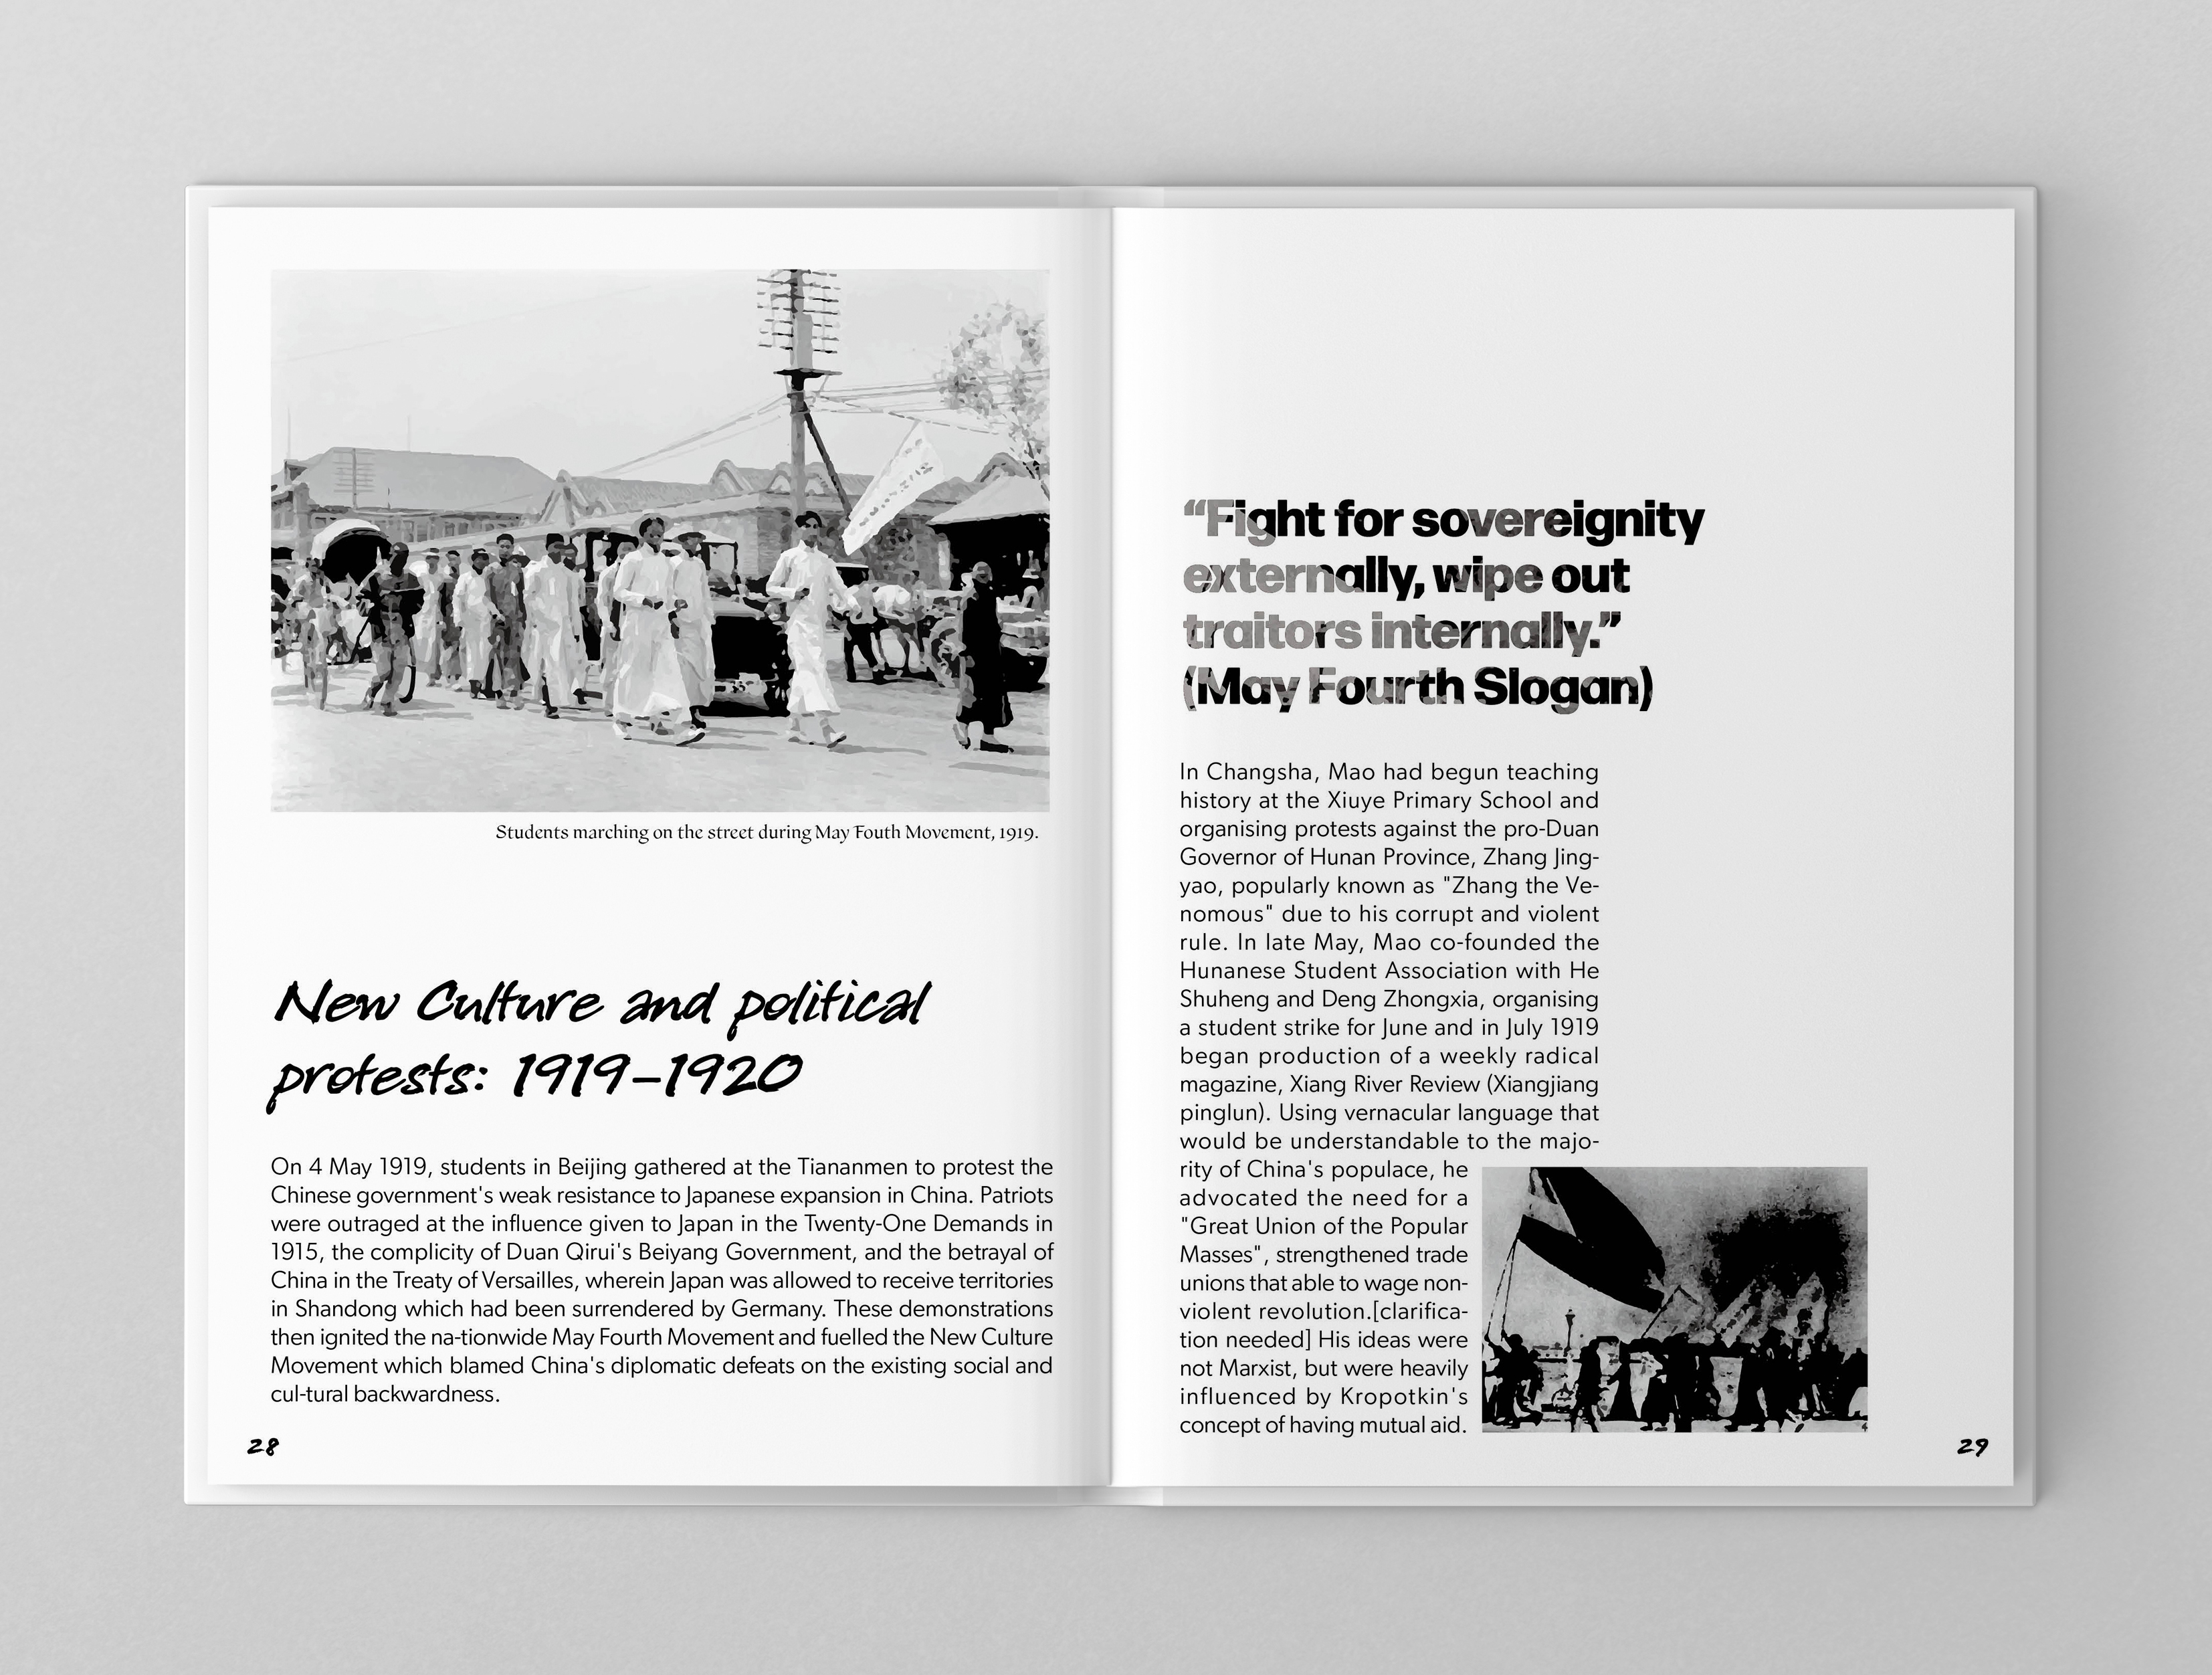 Students marching on the street during May Fouth Movement, 1919.
New Culture and political
protests: 1919–1920
On 4 May 1919, students in Beijing gathered at the Tiananmen to protest the
Chinese government's weak resistance to Japanese expansion in China. Patriots
were outraged at the influence given to Japan in the Twenty-One Demands in
1915, the complicity of Duan Qirui's Beiyang Government, and the betrayal of
China in the Treaty of Versailles, wherein Japan was allowed to receive territories
in Shandong which had been surrendered by Germany. These demonstrations
then ignited the na-tionwide May Fourth Movement and fuelled the New Culture
Movement which blamed China's diplomatic defeats on the existing social and
cul-tural backwardness.
28
“Fight for sovereignity
externally, wipe out
traitors internally.”
(May Fourth Slogan)
In Changsha, Mao had begun teaching
history at the Xiuye Primary School and
organising protests against the pro-Duan
Governor of Hunan Province, Zhang Jing-
yao, popularly known as "Zhang the Ve-
nomous" due to his corrupt and violent
rule. In late May, Mao co-founded the
Hunanese Student Association with He
Shuheng and Deng Zhongxia, organising
a student strike for June and in July 1919
began production of a weekly radical
magazine, Xiang River Review (Xiangjiang
pinglun). Using vernacular language that
would be understandable to the majo-
rity of China's populace, he
advocated the need for a
"Great Union of the Popular
Masses", strengthened trade
unions that able to wage non-
violent revolution.[clarifica-
tion needed] His ideas were
not Marxist, but were heavily
influenced by Kropotkin's
concept of having mutual aid.
29